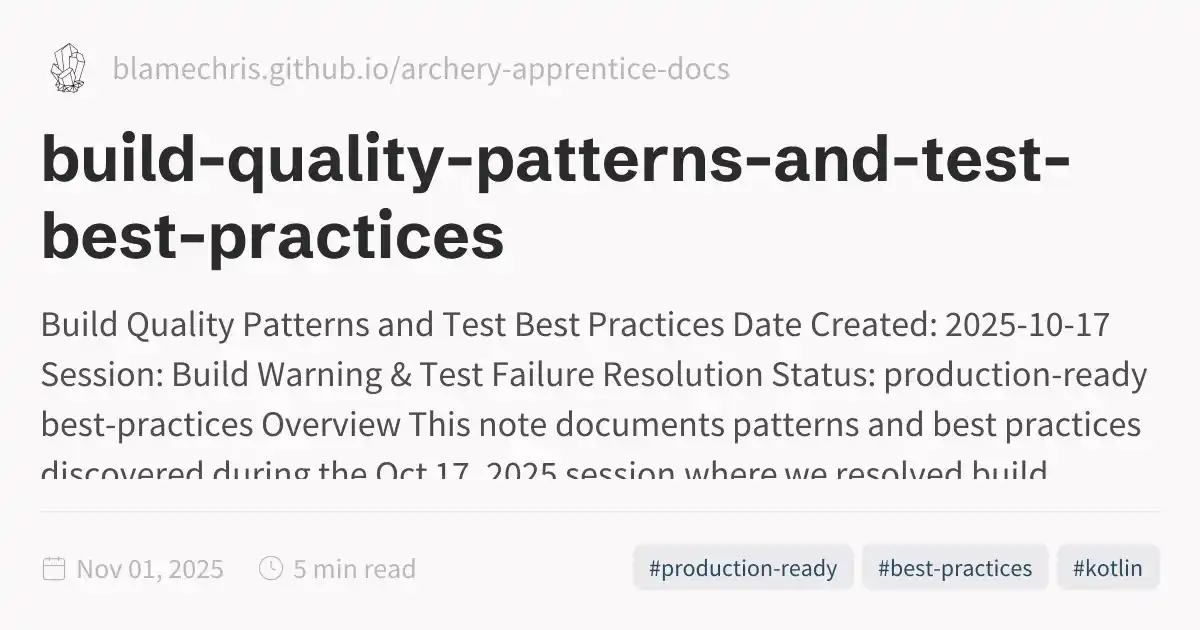 blamechris.github.io/archery-apprentice-docs
build-quality-patterns-and-test-
best-practices
Build Quality Patterns and Test Best Practices Date Created: 2025-10-17
Session: Build Warning & Test Failure Resolution Status: production-ready
best-practices Overview This note documents patterns and best practices
discovered during the Oct 17, 2025 session where we resolved build
Nov 01, 2025
5 min read
#production-ready
#best-practices
#kotlin